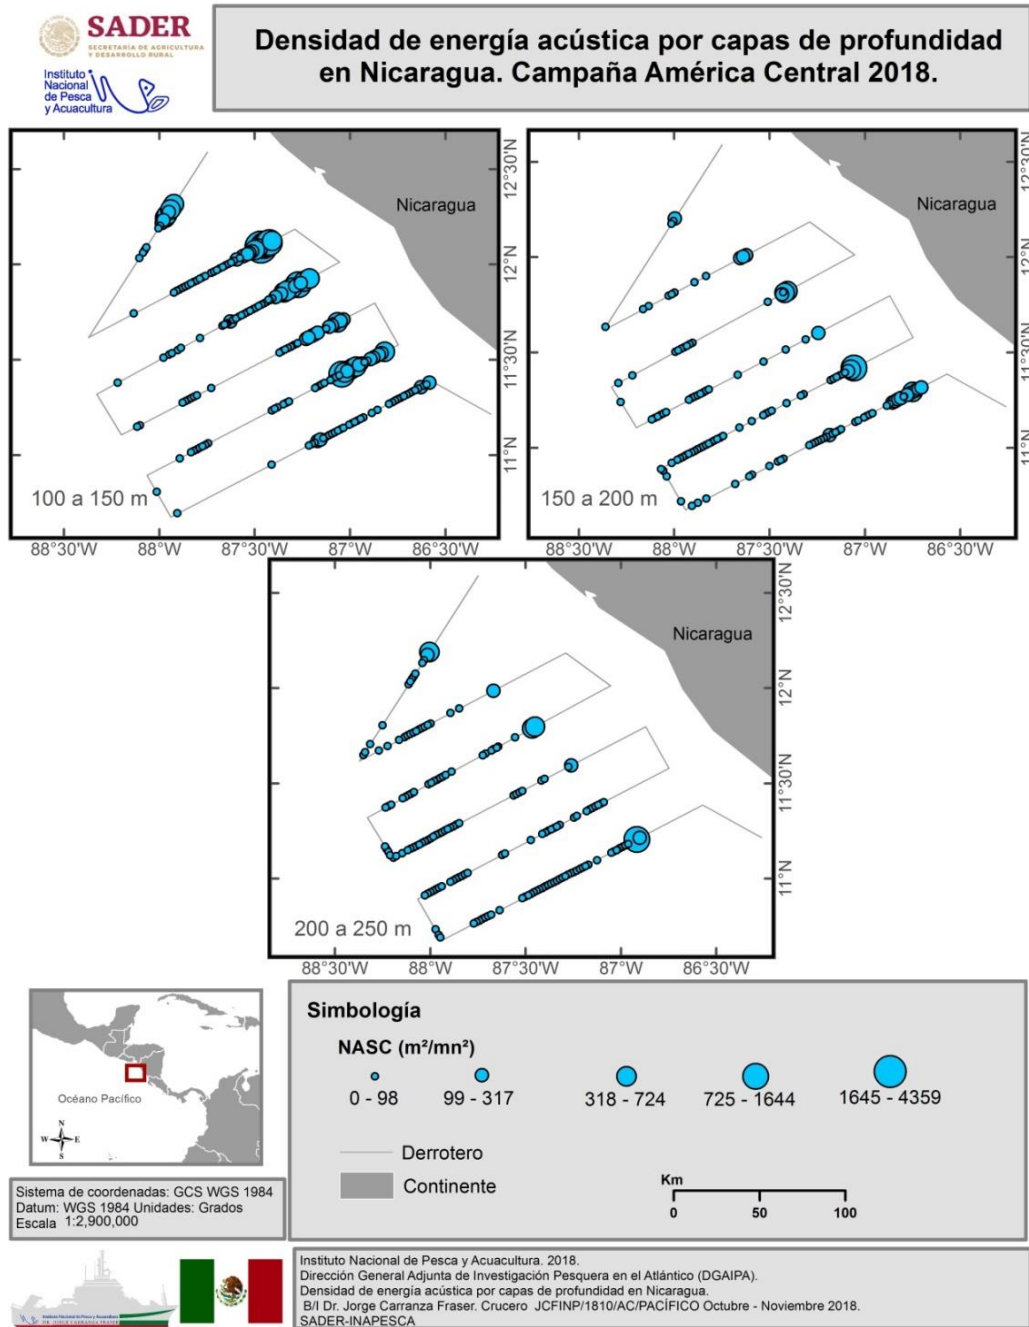 SADER
SECRETARÍA DE AGRICULTURA
Y DESARROLLO RURAL
Instituto
Nacional
de Pesca
y Acuacultura
Densidad de energía acústica por capas de profundidad
en Nicaragua. Campaña América Central 2018.
Nicaragua
100 a 150 m
12°30'N
12°N
11°30'N
11°N
88°30'W 88°W 87°30'W 87°W 86°30'W
Nicaragua
150 a 200 m
12°30'N
12°N
11°30'N
11°N
88°30'W 88°W 87°30'W 87°W 86°30'W
Nicaragua
200 a 250 m
12°30'N
12°N
11°30'N
11°N
88°30'W 88°W 87°30'W 87°W 86°30'W
Océano Pacífico
N
W E
S
Sistema de coordenadas: GCS WGS 1984
Datum: WGS 1984 Unidades: Grados
Escala 1:2,900,000
Simbología
NASC (m²/mn²)
0 - 98 99 - 317 318 - 724 725 - 1644 1645 - 4359
Derrotero
Continente
Km
0 50 100
Instituto Nacional de Pesca y Acuacultura. 2018.
Dirección General Adjunta de Investigación Pesquera en el Atlántico (DGAIPA).
Densidad de energía acústica por capas de profundidad en Nicaragua.
B/I Dr. Jorge Carranza Fraser. Crucero JCFINP/1810/AC/PACÍFICO Octubre - Noviembre 2018.
SADER-INAPESCA